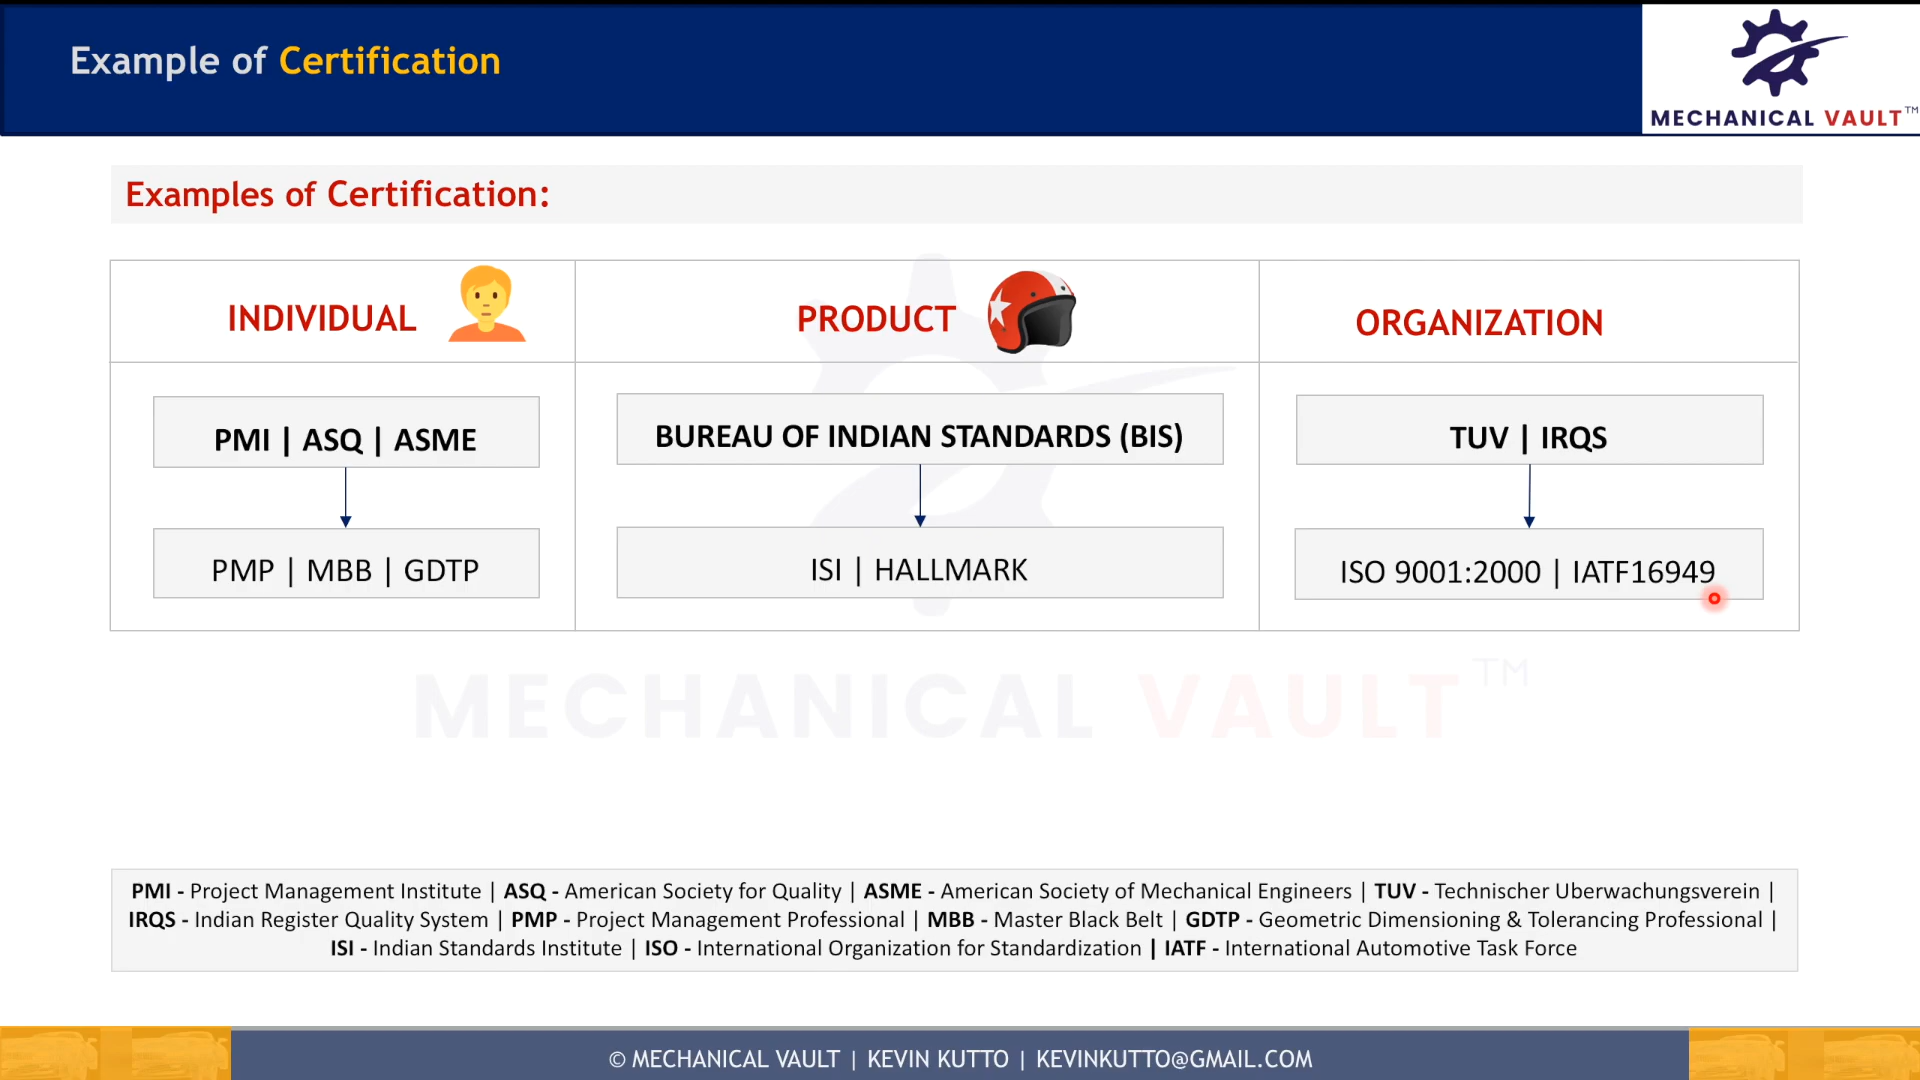 Example of Certification
MECHANICAL VAULT™
Examples of Certification:
INDIVIDUAL
PRODUCT
ORGANIZATION
PMI | ASQ | ASME
BUREAU OF INDIAN STANDARDS (BIS)
TUV | IRQS
PMP | MBB | GDTP
ISI | HALLMARK
ISO 9001:2000 | IATF16949
MECHANICAL VAULT™
PMI - Project Management Institute | ASQ - American Society for Quality | ASME - American Society of Mechanical Engineers | TUV - Technischer Uberwachungsverein |
IRQS - Indian Register Quality System | PMP - Project Management Professional | MBB - Master Black Belt | GDTP - Geometric Dimensioning & Tolerancing Professional |
ISI - Indian Standards Institute | ISO - International Organization for Standardization | IATF - International Automotive Task Force
© MECHANICAL VAULT | KEVIN KUTTO | KEVINKUTTO@GMAIL.COM